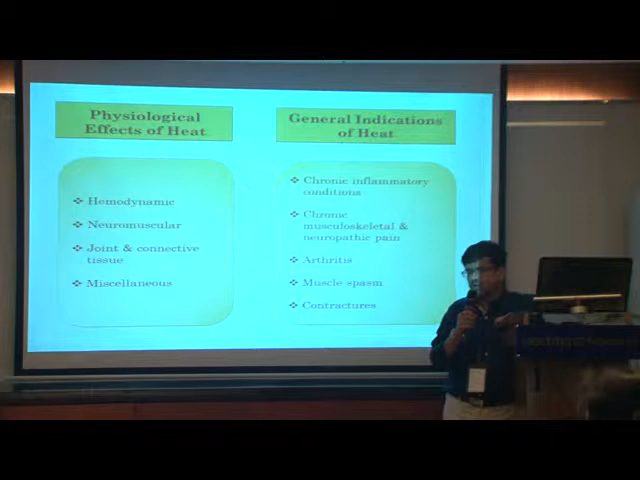 Physiological
Effects of Heat
❖ Hemodynamic
❖ Neuromuscular
❖ Joint & connective
tissue
❖ Miscellaneous
General Indications
of Heat
❖ Chronic inflammatory
conditions
❖ Chronic
musculoskeletal &
neuropathic pain
❖ Arthritis
❖ Muscle spasm
❖ Contractures